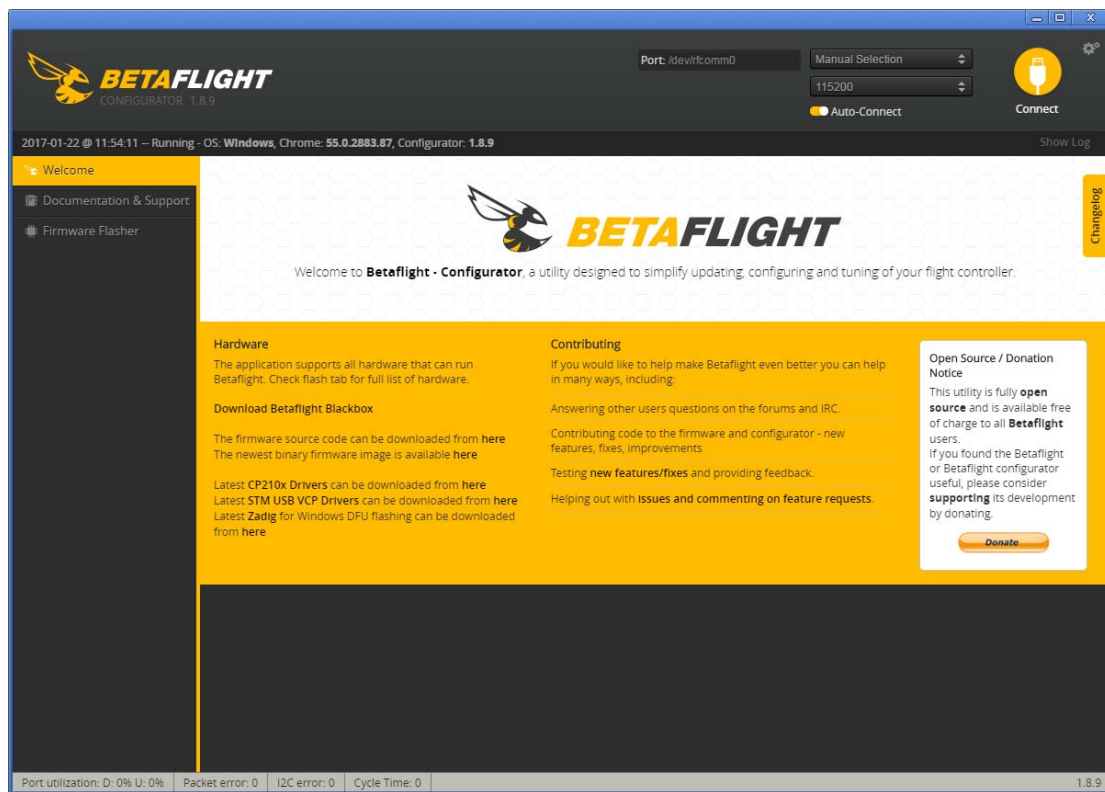 BETAFLIGHT
CONFIGURATOR 1.8.9
Port: /dev/rfcomm0
Manual Selection
115200
Auto-Connect
Connect
2017-01-22 @ 11:54:11 -- Running - OS: Windows, Chrome: 55.0.2883.87, Configurator: 1.8.9
Show Log
Welcome
Documentation & Support
Firmware Flasher
Changelog
BETAFLIGHT
Welcome to Betaflight - Configurator, a utility designed to simplify updating, configuring and tuning of your flight controller.
Hardware
The application supports all hardware that can run
Betaflight. Check flash tab for full list of hardware.
Download Betaflight Blackbox
The firmware source code can be downloaded from here
The newest binary firmware image is available here
Latest CP210x Drivers can be downloaded from here
Latest STM USB VCP Drivers can be downloaded from here
Latest Zadig for Windows DFU flashing can be downloaded
from here
Contributing
If you would like to help make Betaflight even better you can help
in many ways, including:
Answering other users questions on the forums and IRC.
Contributing code to the firmware and configurator - new
features, fixes, improvements
Testing new features/fixes and providing feedback.
Helping out with issues and commenting on feature requests.
Open Source / Donation
Notice
This utility is fully open
source and is available free
of charge to all Betaflight
users.
If you found the Betaflight
or Betaflight configurator
useful, please consider
supporting its development
by donating.
Donate
Port utilization: D: 0% U: 0%
Packet error: 0
I2C error: 0
Cycle Time: 0
1.8.9